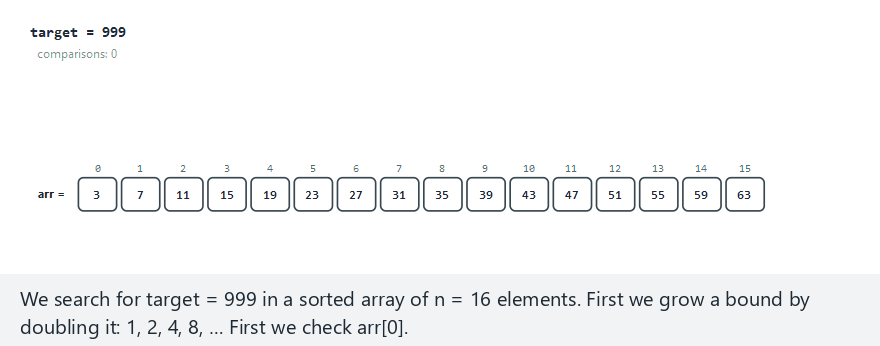 target = 999
comparisons: 0
0 1 2 3 4 5 6 7 8 9 10 11 12 13 14 15
arr = 3 7 11 15 19 23 27 31 35 39 43 47 51 55 59 63
We search for target = 999 in a sorted array of n = 16 elements. First we grow a bound by
doubling it: 1, 2, 4, 8, … First we check arr[0].